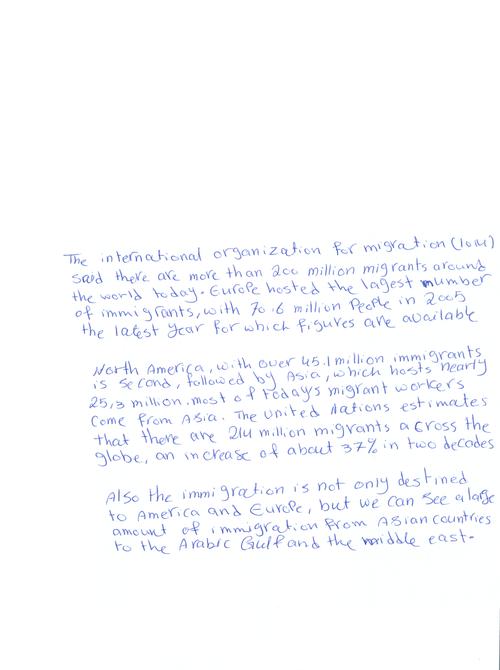 The international organization for migration (IOM)
said there are more than 200 million migrants around
the world today. Europe hosted the lagest number
of immigrants, with 70.6 million People in 2005
the latest year for which figures are available
North America, with over 45.1 million immigrants
is second, followed by Asia, which hosts nearly
25,3 million. most of today's migrant workers
come from Asia. The United Nations estimates
that there are 214 million migrants across the
globe, an increase of about 37% in two decades
Also the immigration is not only destined
to America and Europe, but we can see a large
amount of immigration from Asian countries
to the Arabic Gulf and the middle east.